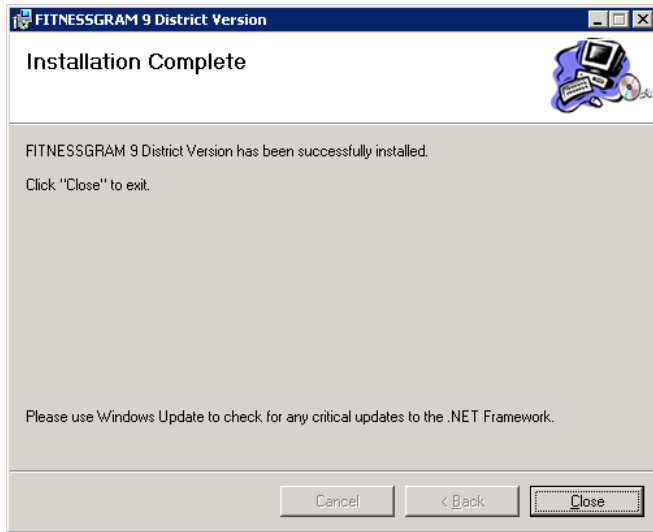 FITNESSGRAM 9 District Version
Installation Complete
FITNESSGRAM 9 District Version has been successfully installed.
Click "Close" to exit.
Please use Windows Update to check for any critical updates to the .NET Framework.
Cancel
< Back
Close